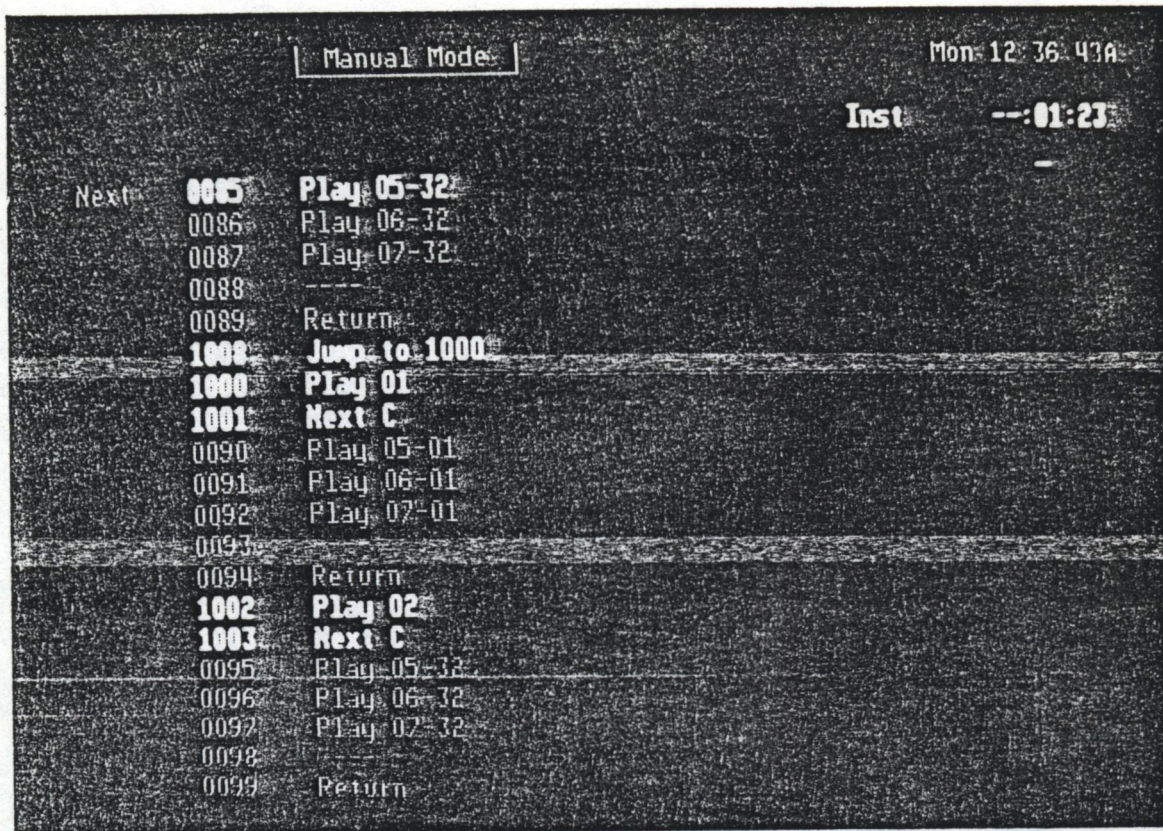 Manual Mode
Mon 12 36 43A
Inst --:01:23
-
Next 0085 Play 05-32
0086 Play 06-32
0087 Play 07-32
0088 ----
0089 Return
1008 Jump to 1000
1000 Play 01
1001 Next C
0090 Play 05-01
0091 Play 06-01
0092 Play 07-01
0093
0094 Return
1002 Play 02
1003 Next C
0095 Play 05-32
0096 Play 06-32
0097 Play 07-32
0098 ----
0099 Return